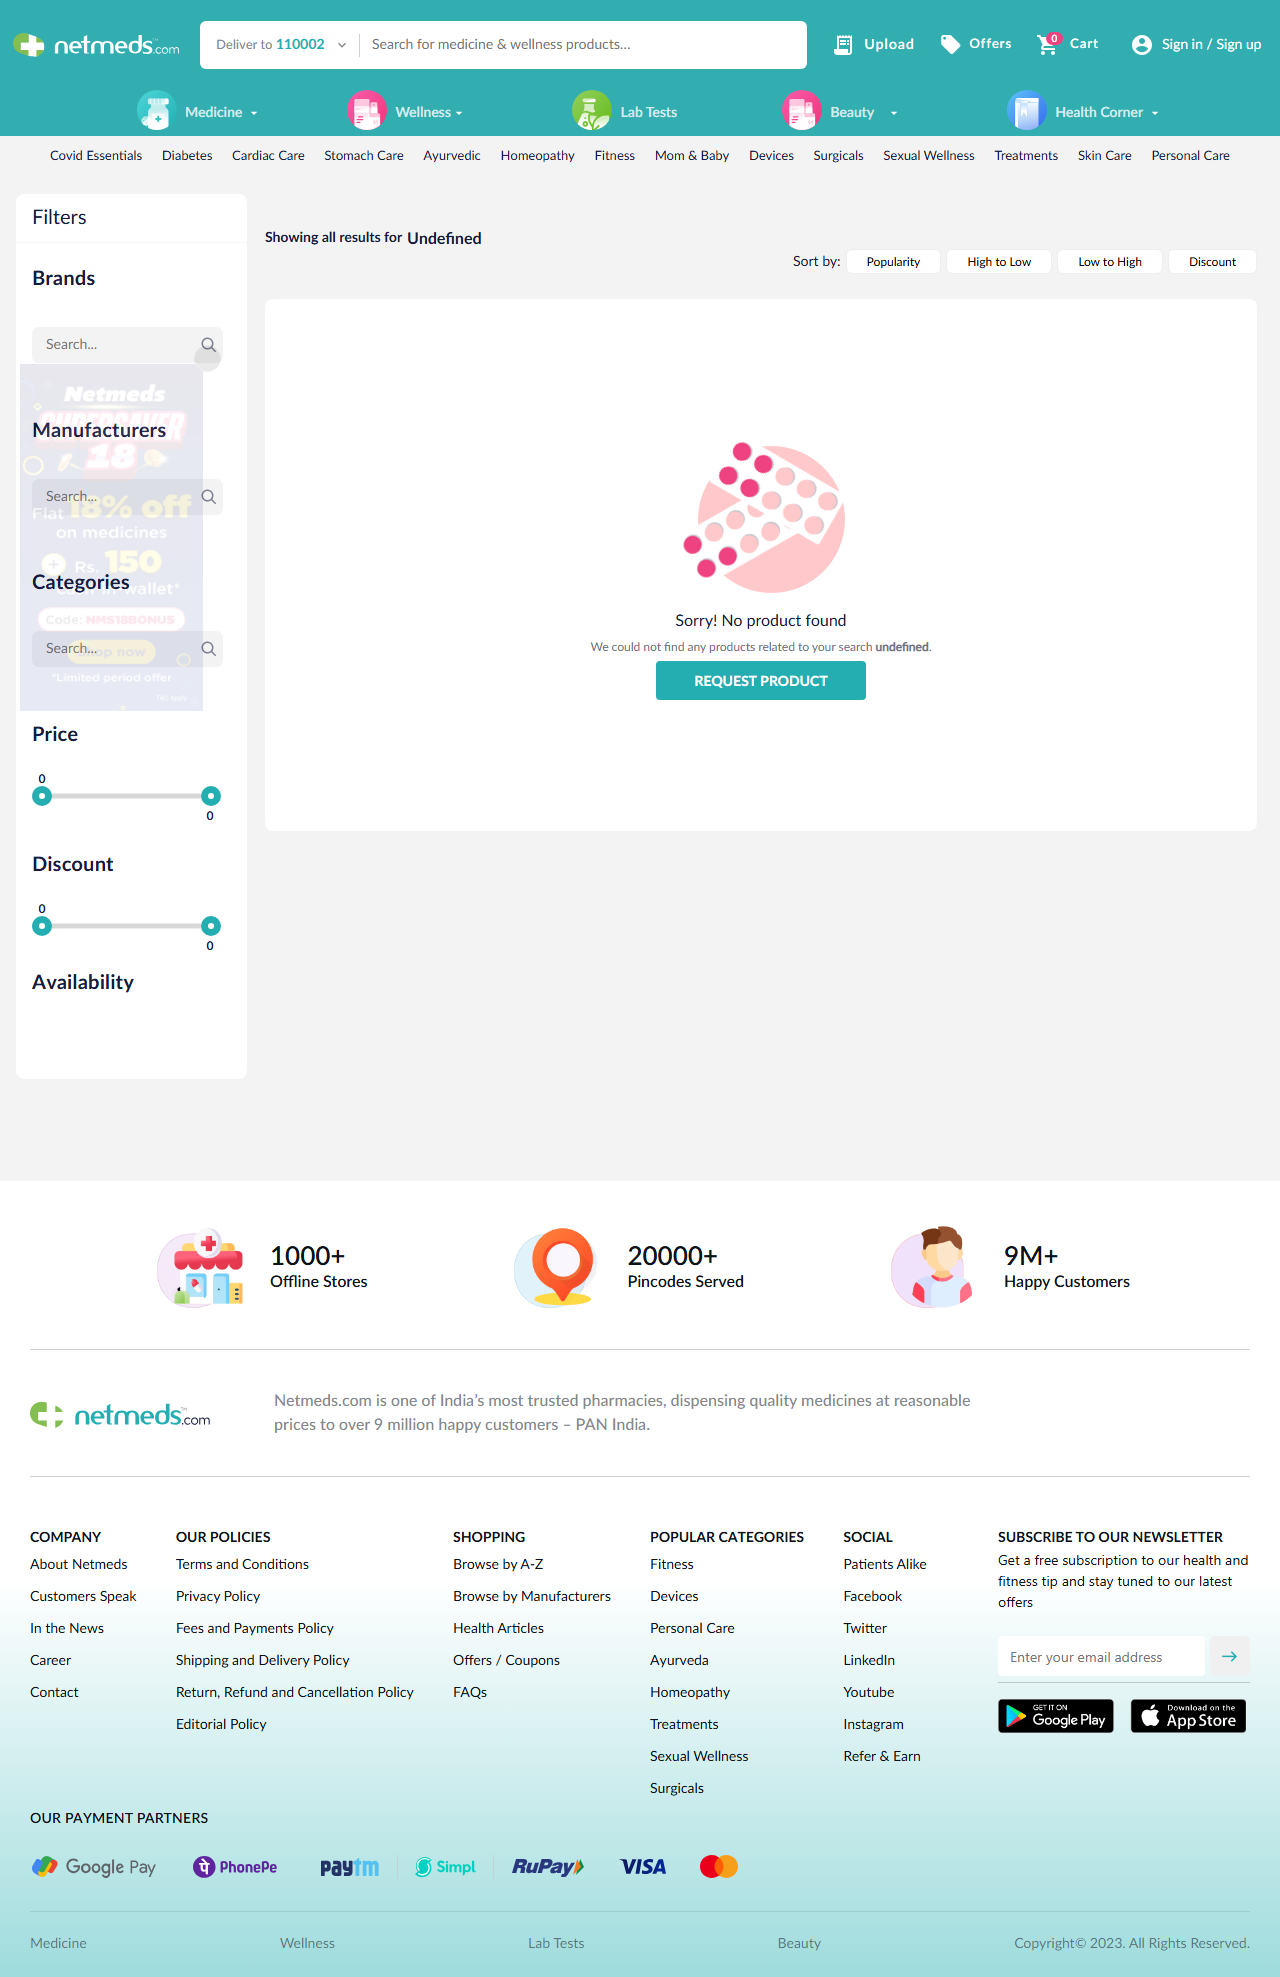 netmeds.com
Deliver to 110002
Search for medicine & wellness products...
Upload
Offers
0
Cart
Sign in / Sign up
Medicine
Wellness
Lab Tests
Beauty
Health Corner
Covid Essentials Diabetes Cardiac Care Stomach Care Ayurvedic Homeopathy Fitness Mom & Baby Devices Surgicals Sexual Wellness Treatments Skin Care Personal Care
Filters
Brands
Search...
Netmeds
SUPERSAVER
18
Manufacturers
Search...
Flat 18% off
on medicines
+ Rs. 150
Categories
cash in wallet*
Code: NMS18BONUS
Search...
Shop now
*Limited period offer
Price
0
0
Discount
0
0
Availability
Showing all results for Undefined
Sort by:
Popularity
High to Low
Low to High
Discount
Sorry! No product found
We could not find any products related to your search undefined.
REQUEST PRODUCT
1000+
Offline Stores
20000+
Pincodes Served
9M+
Happy Customers
netmeds.com
Netmeds.com is one of India’s most trusted pharmacies, dispensing quality medicines at reasonable
prices to over 9 million happy customers – PAN India.
COMPANY
About Netmeds
Customers Speak
In the News
Career
Contact
OUR POLICIES
Terms and Conditions
Privacy Policy
Fees and Payments Policy
Shipping and Delivery Policy
Return, Refund and Cancellation Policy
Editorial Policy
SHOPPING
Browse by A-Z
Browse by Manufacturers
Health Articles
Offers / Coupons
FAQs
POPULAR CATEGORIES
Fitness
Devices
Personal Care
Ayurveda
Homeopathy
Treatments
Sexual Wellness
Surgicals
SOCIAL
Patients Alike
Facebook
Twitter
LinkedIn
Youtube
Instagram
Refer & Earn
SUBSCRIBE TO OUR NEWSLETTER
Get a free subscription to our health and
fitness tip and stay tuned to our latest
offers
Enter your email address
GET IT ON
Google Play
Download on the
App Store
OUR PAYMENT PARTNERS
Google Pay
PhonePe
paytm
Simpl
RuPay
VISA
Medicine
Wellness
Lab Tests
Beauty
Copyright© 2023. All Rights Reserved.